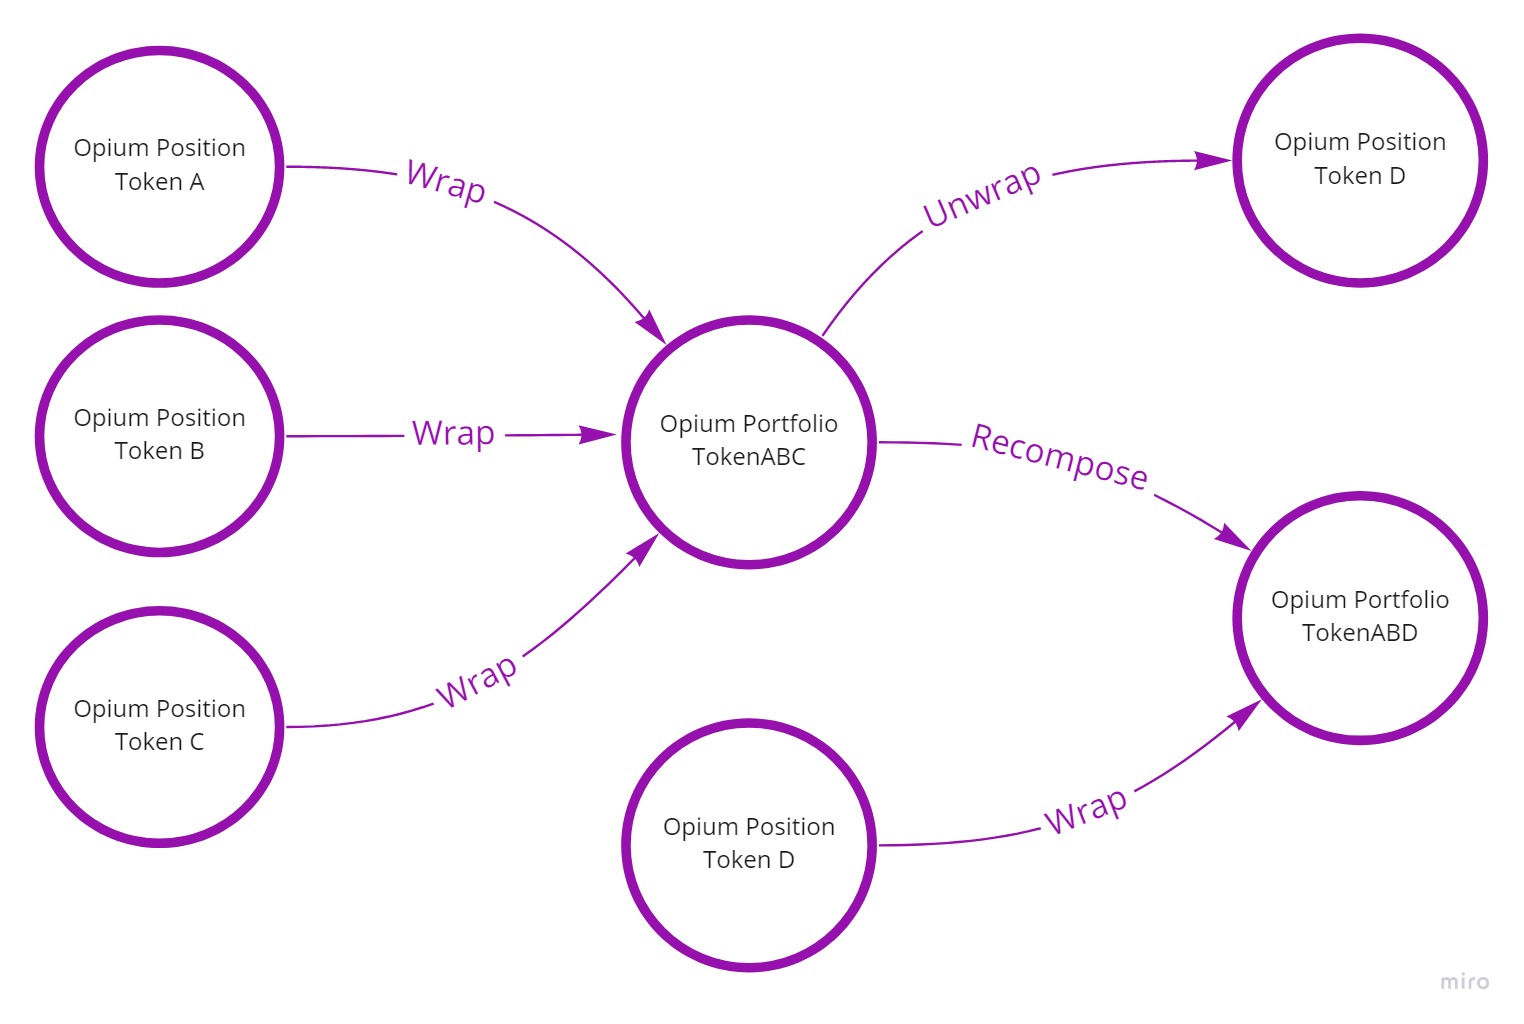 Opium Position
Token A
Wrap
Opium Position
Token B
Wrap
Opium Position
Token C
Wrap
Opium Portfolio
TokenABC
Unwrap
Opium Position
Token D
Recompose
Opium Portfolio
TokenABD
Opium Position
Token D
Wrap
miro